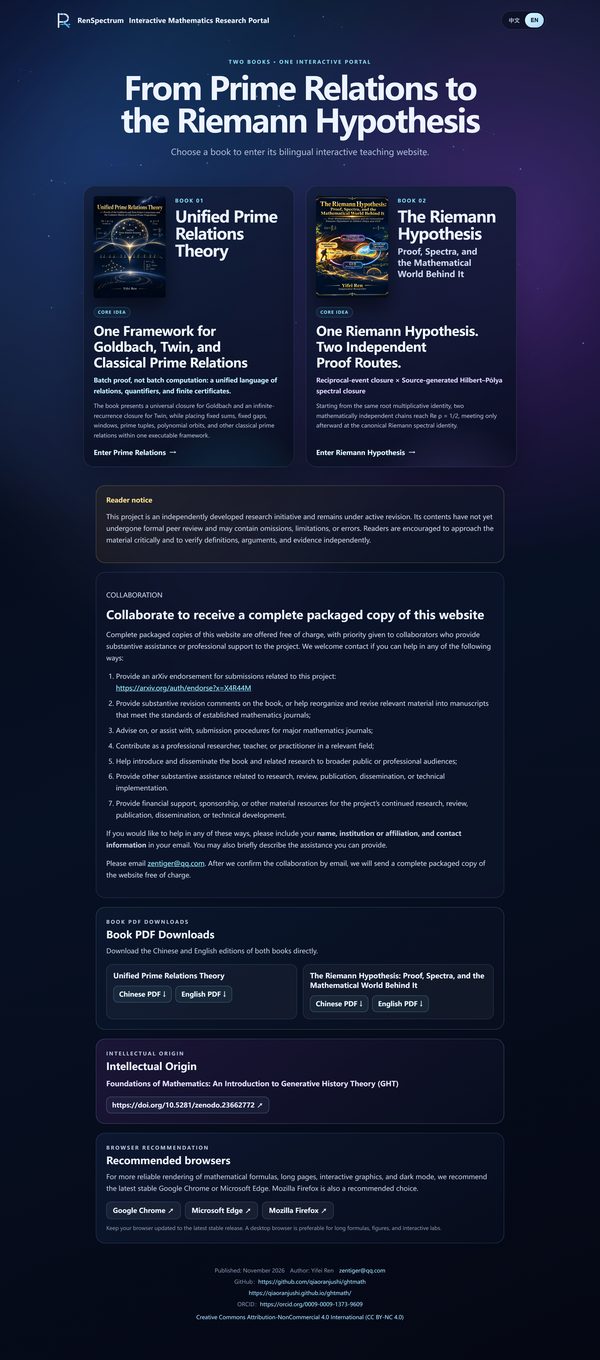 RenSpectrum Interactive Mathematics Research Portal
中文 EN
TWO BOOKS • ONE INTERACTIVE PORTAL
From Prime Relations to
the Riemann Hypothesis
Choose a book to enter its bilingual interactive teaching website.
Unified Prime Relations Theory
Yifei Ren
BOOK 01
Unified Prime
Relations
Theory
CORE IDEA
One Framework for
Goldbach, Twin, and
Classical Prime Relations
Batch proof, not batch computation: a unified language of
relations, quantifiers, and finite certificates.
The book presents a universal closure for Goldbach and an infinite-
recurrence closure for Twin, while placing fixed sums, fixed gaps,
windows, prime tuples, polynomial orbits, and other classical prime
relations within one executable framework.
Enter Prime Relations →
The Riemann Hypothesis:
Proof, Spectra, and the
Mathematical World Behind It
Yifei Ren
BOOK 02
The Riemann
Hypothesis
Proof, Spectra, and
the Mathematical
World Behind It
CORE IDEA
One Riemann Hypothesis.
Two Independent
Proof Routes.
Reciprocal-event closure × Source-generated Hilbert–Pólya
spectral closure
Starting from the same root multiplicative identity, two
mathematically independent chains reach Re ρ = 1/2, meeting only
afterward at the canonical Riemann spectral identity.
Enter Riemann Hypothesis →
Reader notice
This project is an independently developed research initiative and remains under active revision. Its contents have not yet
undergone formal peer review and may contain omissions, limitations, or errors. Readers are encouraged to approach the
material critically and to verify definitions, arguments, and evidence independently.
COLLABORATION
Collaborate to receive a complete packaged copy of this website
Complete packaged copies of this website are offered free of charge, with priority given to collaborators who provide
substantive assistance or professional support to the project. We welcome contact if you can help in any of the following
ways:
1. Provide an arXiv endorsement for submissions related to this project:
https://arxiv.org/auth/endorse?x=X4R44M
2. Provide substantive revision comments on the book, or help reorganize and revise relevant material into manuscripts
that meet the standards of established mathematics journals;
3. Advise on, or assist with, submission procedures for major mathematics journals;
4. Contribute as a professional researcher, teacher, or practitioner in a relevant field;
5. Help introduce and disseminate the book and related research to broader public or professional audiences;
6. Provide other substantive assistance related to research, review, publication, dissemination, or technical
implementation.
7. Provide financial support, sponsorship, or other material resources for the project's continued research, review,
publication, dissemination, or technical development.
If you would like to help in any of these ways, please include your name, institution or affiliation, and contact
information in your email. You may also briefly describe the assistance you can provide.
Please email zentiger@qq.com. After we confirm the collaboration by email, we will send a complete packaged copy of
the website free of charge.
BOOK PDF DOWNLOADS
Book PDF Downloads
Download the Chinese and English editions of both books directly.
Unified Prime Relations Theory
Chinese PDF ↓ English PDF ↓
The Riemann Hypothesis: Proof, Spectra, and the
Mathematical World Behind It
Chinese PDF ↓ English PDF ↓
INTELLECTUAL ORIGIN
Intellectual Origin
Foundations of Mathematics: An Introduction to Generative History Theory (GHT)
https://doi.org/10.5281/zenodo.23662772 ↗
BROWSER RECOMMENDATION
Recommended browsers
For more reliable rendering of mathematical formulas, long pages, interactive graphics, and dark mode, we recommend
the latest stable Google Chrome or Microsoft Edge. Mozilla Firefox is also a recommended choice.
Google Chrome ↗ Microsoft Edge ↗ Mozilla Firefox ↗
Keep your browser updated to the latest stable release. A desktop browser is preferable for long formulas, figures, and interactive labs.
Published: November 2026 Author: Yifei Ren zentiger@qq.com
GitHub: https://github.com/qiaoranjushi/ghtmath
https://qiaoranjushi.github.io/ghtmath/
ORCID: https://orcid.org/0009-0009-1373-9609
Creative Commons Attribution-NonCommercial 4.0 International (CC BY-NC 4.0)